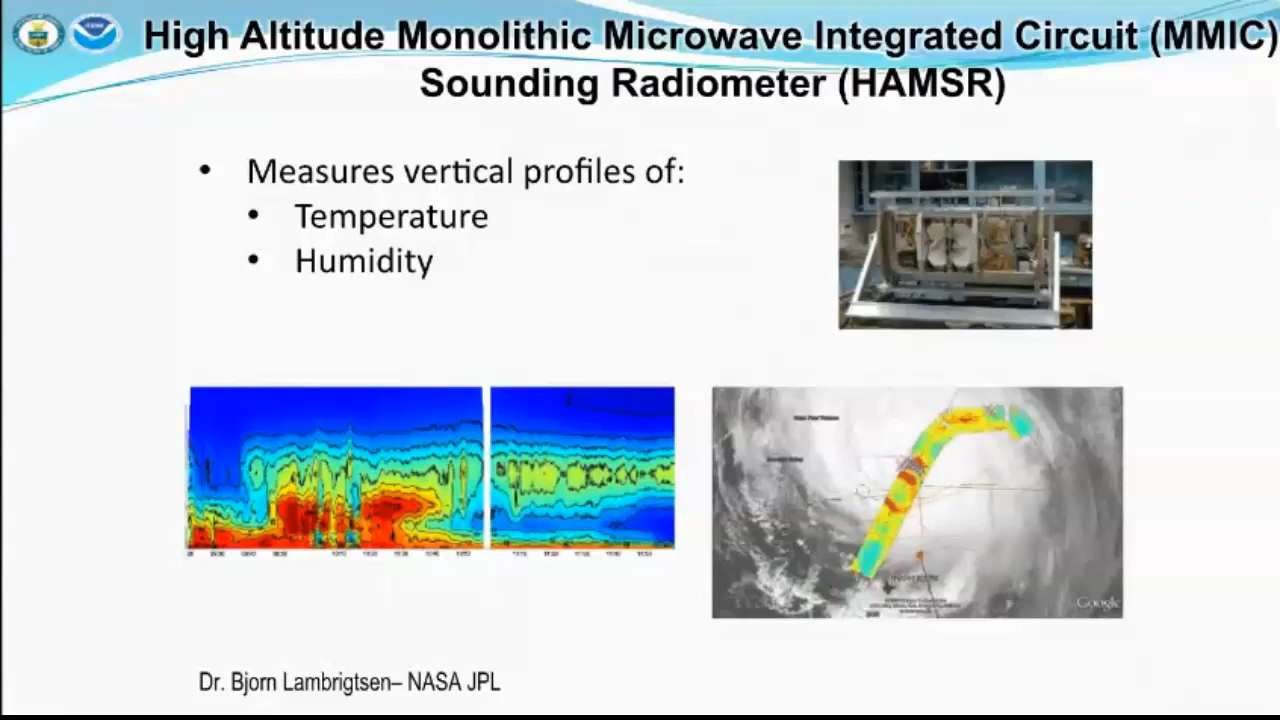 High Altitude Monolithic Microwave Integrated Circuit (MMIC)
Sounding Radiometer (HAMSR)
• Measures vertical profiles of:
• Temperature
• Humidity
Google
Dr. Bjorn Lambrigtsen– NASA JPL